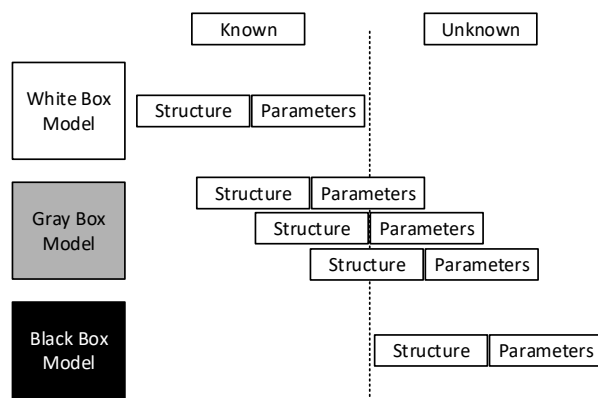 Known Unknown
White Box
Model
Structure Parameters
Gray Box
Model
Structure Parameters
Structure Parameters
Structure Parameters
Black Box
Model
Structure Parameters